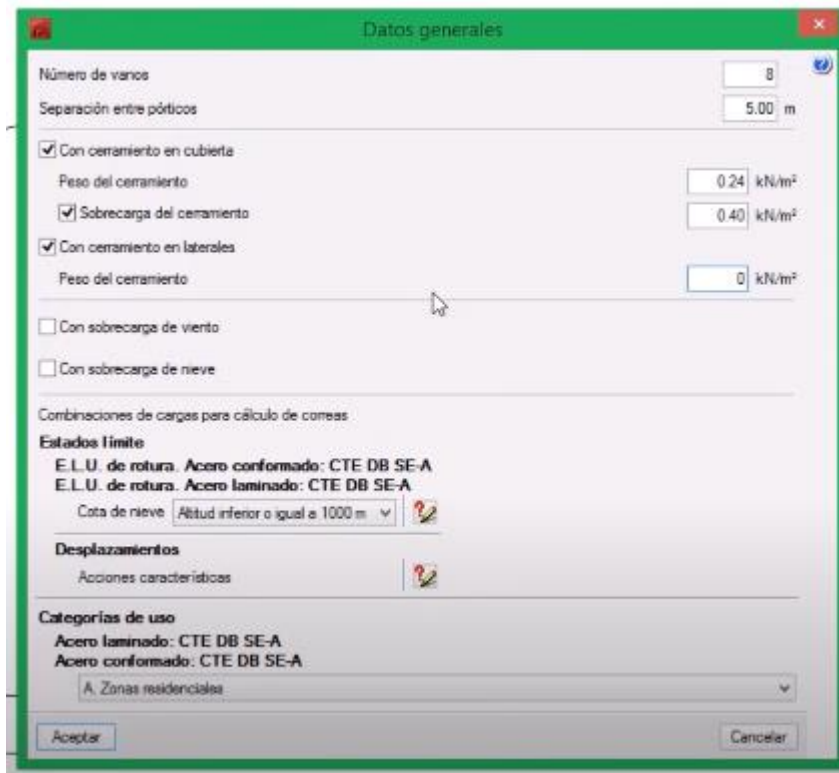 Datos generales
Número de vanos 8
Separación entre pórticos 5.00 m
Con cerramiento en cubierta
Peso del cerramiento 0.24 kN/m²
Sobrecarga del cerramiento 0.40 kN/m²
Con cerramiento en laterales
Peso del cerramiento 0 kN/m²
Con sobrecarga de viento
Con sobrecarga de nieve
Combinaciones de cargas para cálculo de correas
Estados límite
E.L.U. de rotura. Acero conformado: CTE DB SE-A
E.L.U. de rotura. Acero laminado: CTE DB SE-A
Cota de nieve Altitud inferior o igual a 1000 m
Desplazamientos
Acciones características
Categorías de uso
Acero laminado: CTE DB SE-A
Acero conformado: CTE DB SE-A
A. Zonas residenciales
Aceptar Cancelar